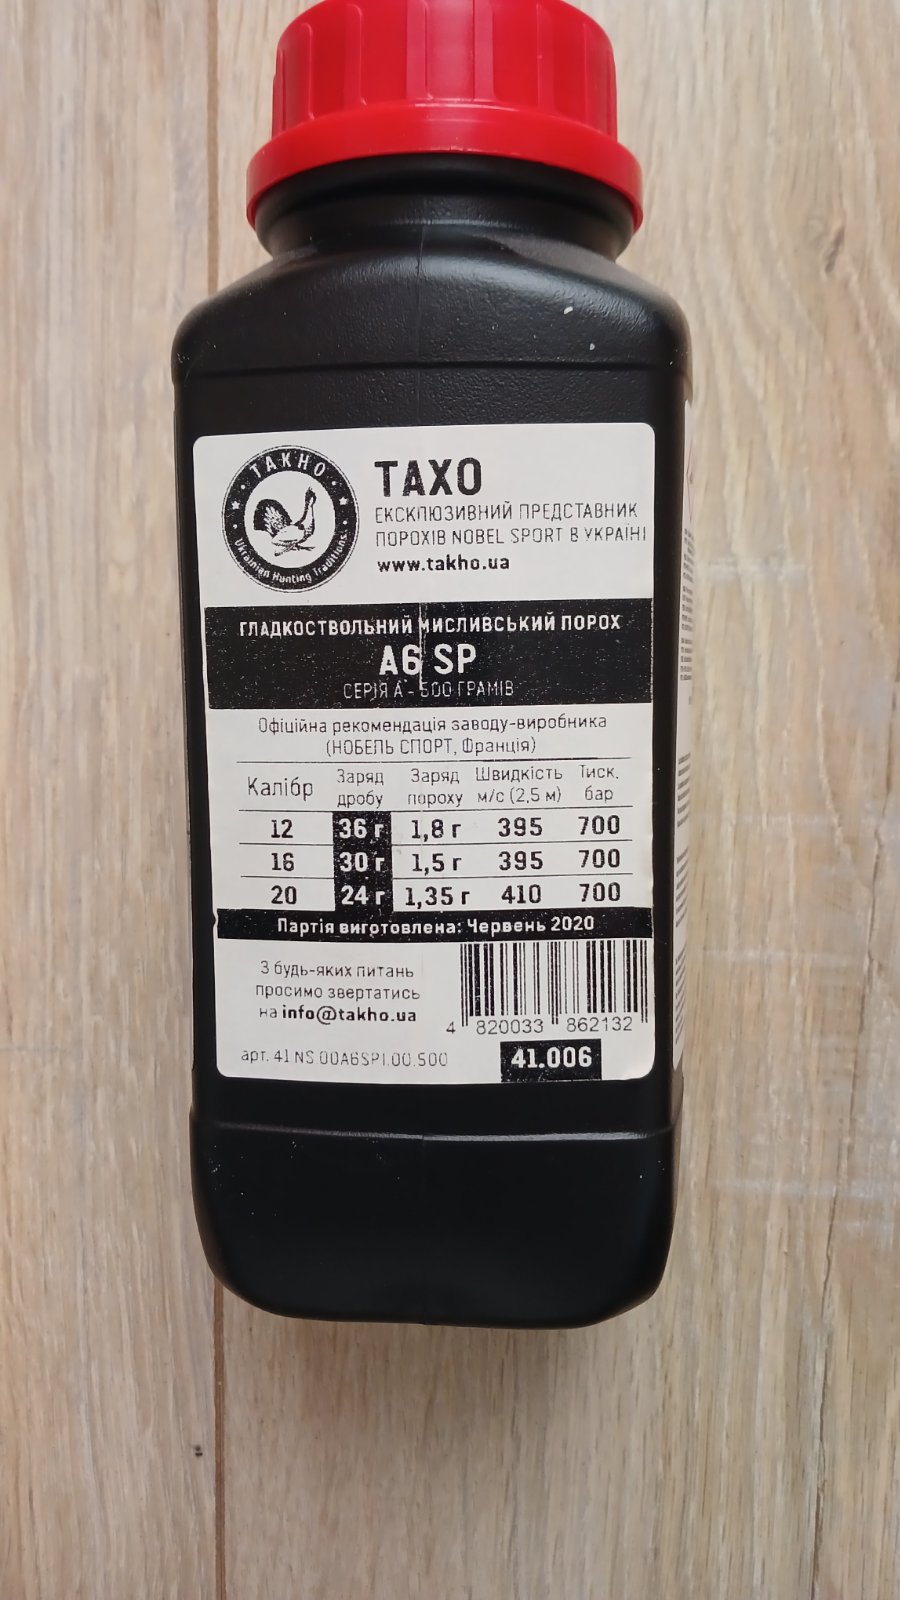 TAKHO
Ukrainian Hunting Traditions
ТАХО
ЕКСКЛЮЗИВНИЙ ПРЕДСТАВНИК
ПОРОХІВ NOBEL SPORT В УКРАЇНІ
www.takho.ua
ГЛАДКОСТВОЛЬНИЙ МИСЛИВСЬКИЙ ПОРОХ
A6 SP
СЕРІЯ А - 500 ГРАМІВ
Офіційна рекомендація заводу-виробника
(НОБЕЛЬ СПОРТ, Франція)
Калібр Заряд дробу Заряд пороху Швидкість м/с (2,5 м) Тиск. бар
12 36 г 1,8 г 395 700
16 30 г 1,5 г 395 700
20 24 г 1,35 г 410 700
Партія виготовлена: Червень 2020
З будь-яких питань
просимо звертатись
на info@takho.ua
4 820033 862132
арт. 41 NS 00A6SPI.00.500
41.006